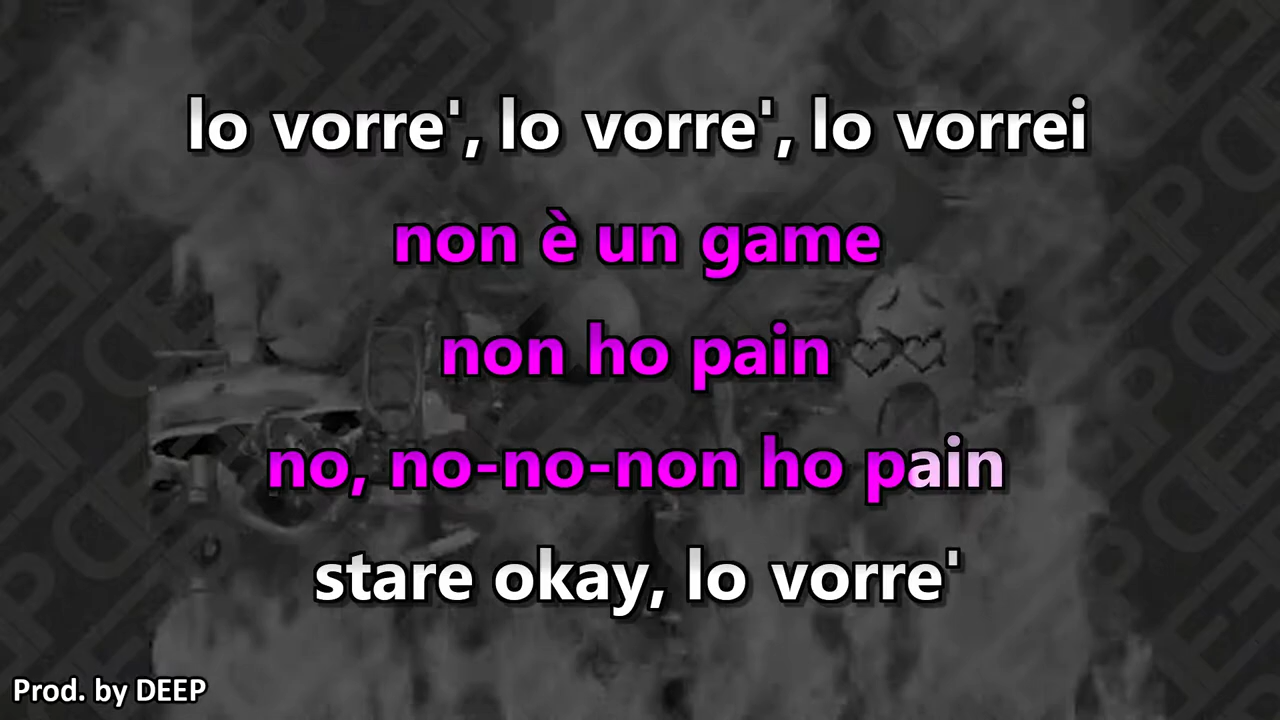 lo vorre', lo vorre', lo vorrei
non è un game
non ho pain
no, no-no-non ho pain
stare okay, lo vorre'
Prod. by DEEP